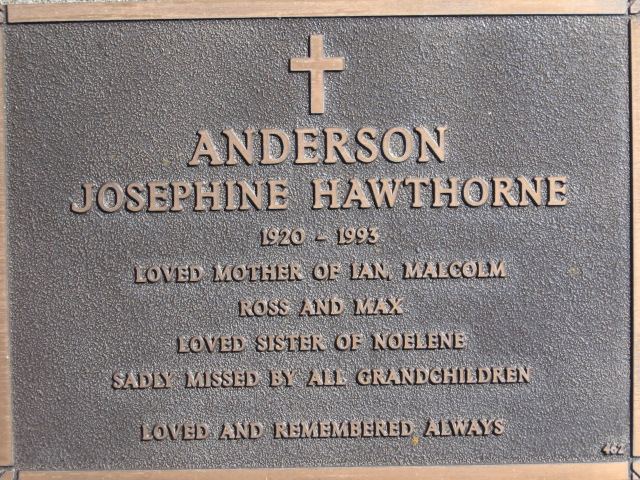 ANDERSON
JOSEPHINE HAWTHORNE
1920 - 1993
LOVED MOTHER OF IAN, MALCOLM
ROSS AND MAX
LOVED SISTER OF NOELENE
SADLY MISSED BY ALL GRANDCHILDREN
LOVED AND REMEMBERED ALWAYS
462